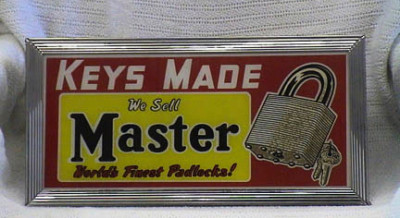 KEYS MADE
We Sell
Master
World's Finest Padlocks!